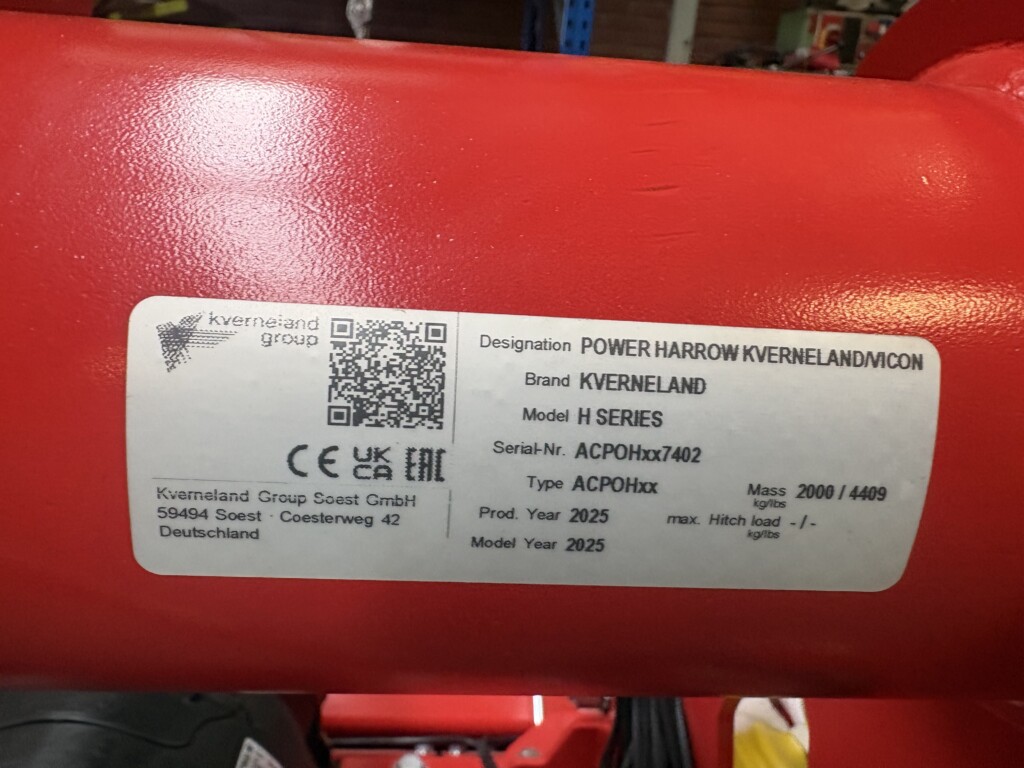 kverneland
group
CE UK CA EAC
Kverneland Group Soest GmbH
59494 Soest · Coesterweg 42
Deutschland
Designation POWER HARROW KVERNELAND/VICON
Brand KVERNELAND
Model H SERIES
Serial-Nr. ACPOHxx7402
Type ACPOHxx
Mass 2000 / 4409
kg/lbs
Prod. Year 2025
max. Hitch load - / -
kg/lbs
Model Year 2025